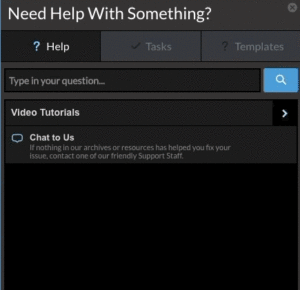 Need Help With Something?
? Help
Tasks
? Templates
Type in your question...
Video Tutorials
Chat to Us
If nothing in our archives or resources has helped you fix your
issue, contact one of our friendly Support Staff.